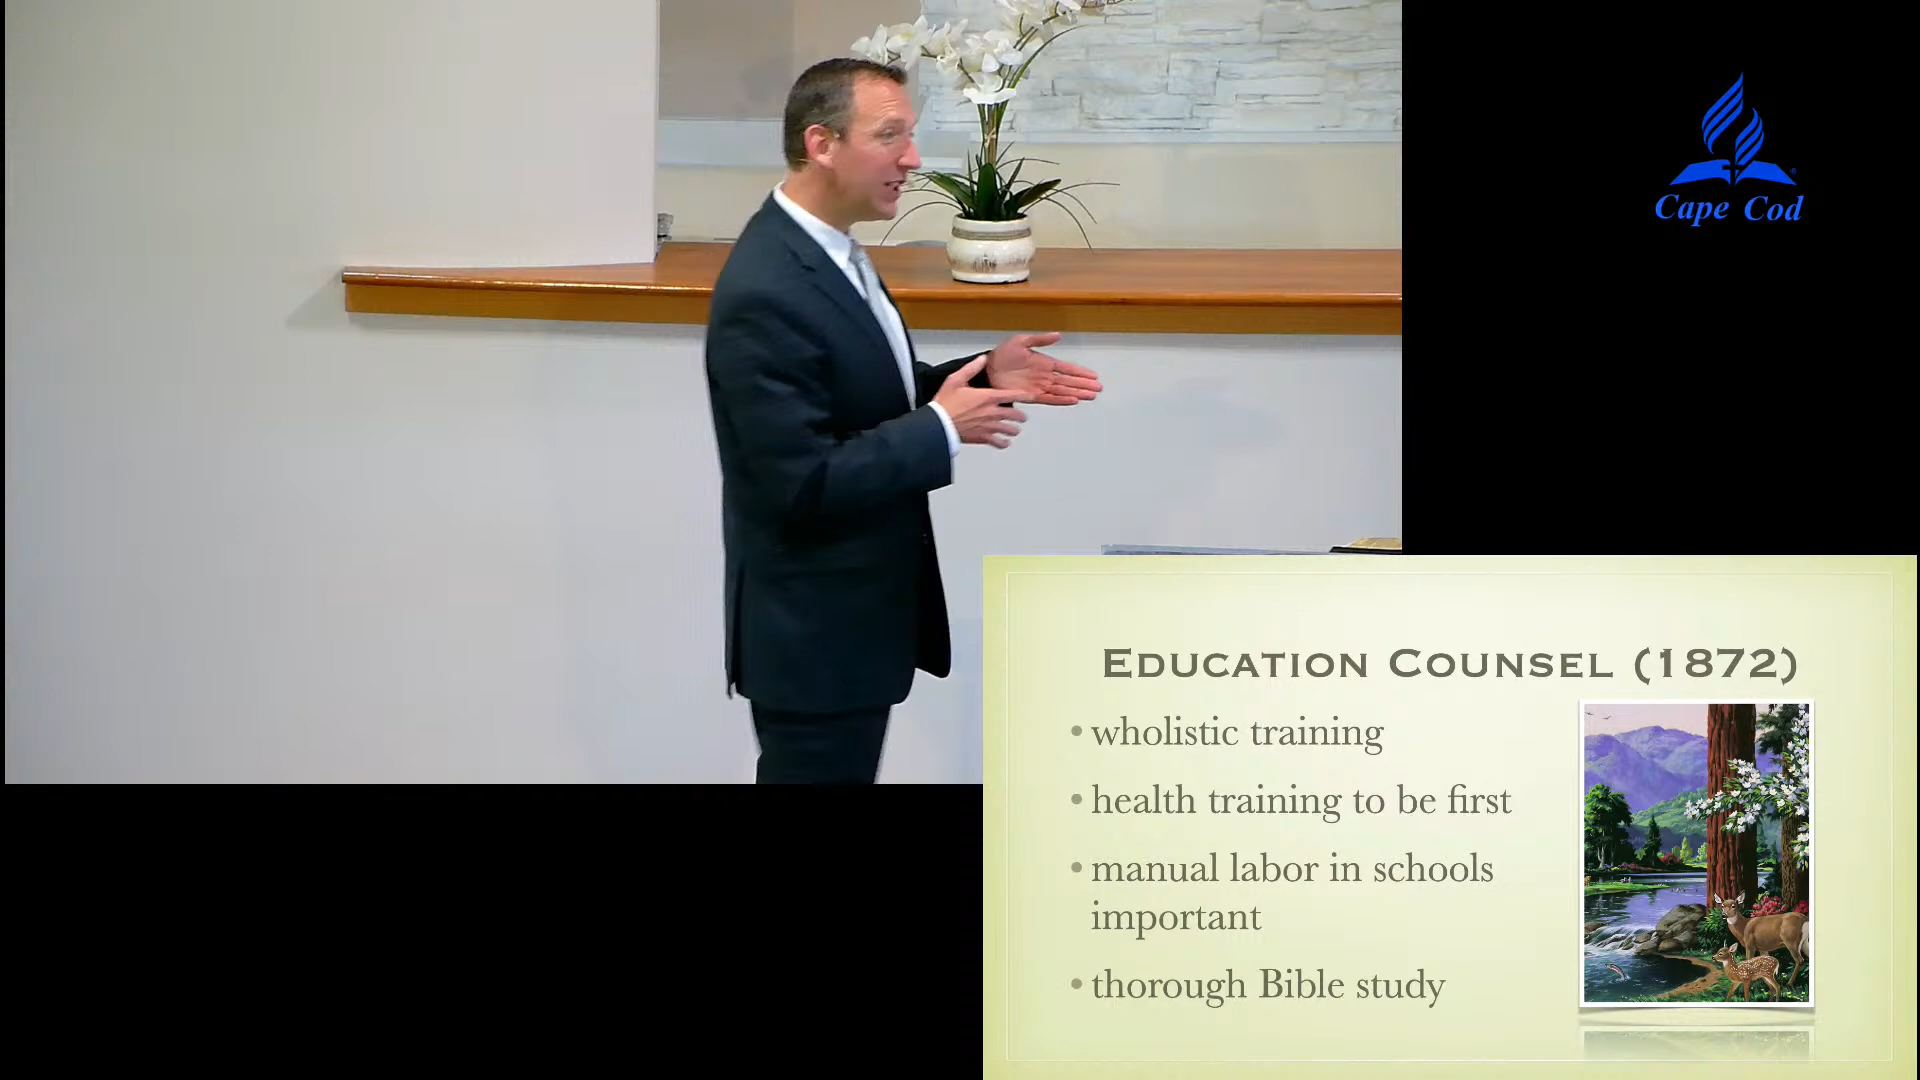 Cape Cod
Education Counsel (1872)
• wholistic training
• health training to be first
• manual labor in schools
important
• thorough Bible study